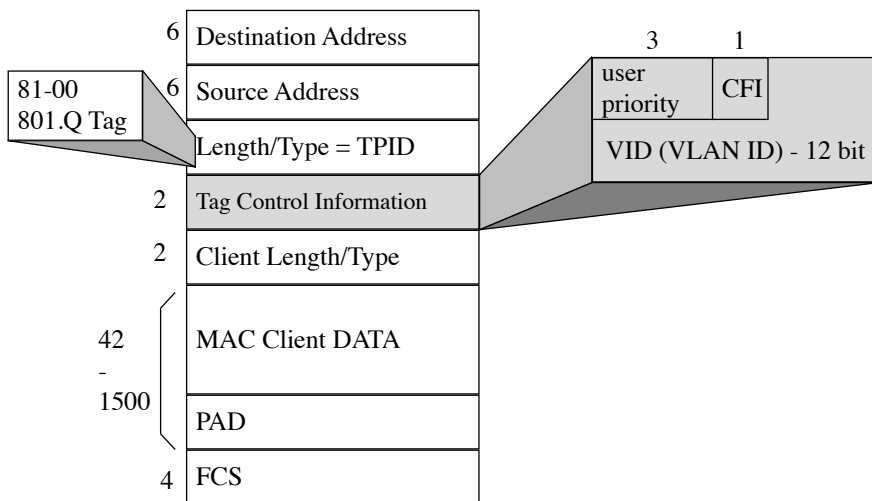 6 Destination Address
3 1
81-00
801.Q Tag
6 Source Address
user
priority
CFI
Length/Type = TPID
VID (VLAN ID) - 12 bit
2 Tag Control Information
2 Client Length/Type
42
-
1500
MAC Client DATA
PAD
4 FCS